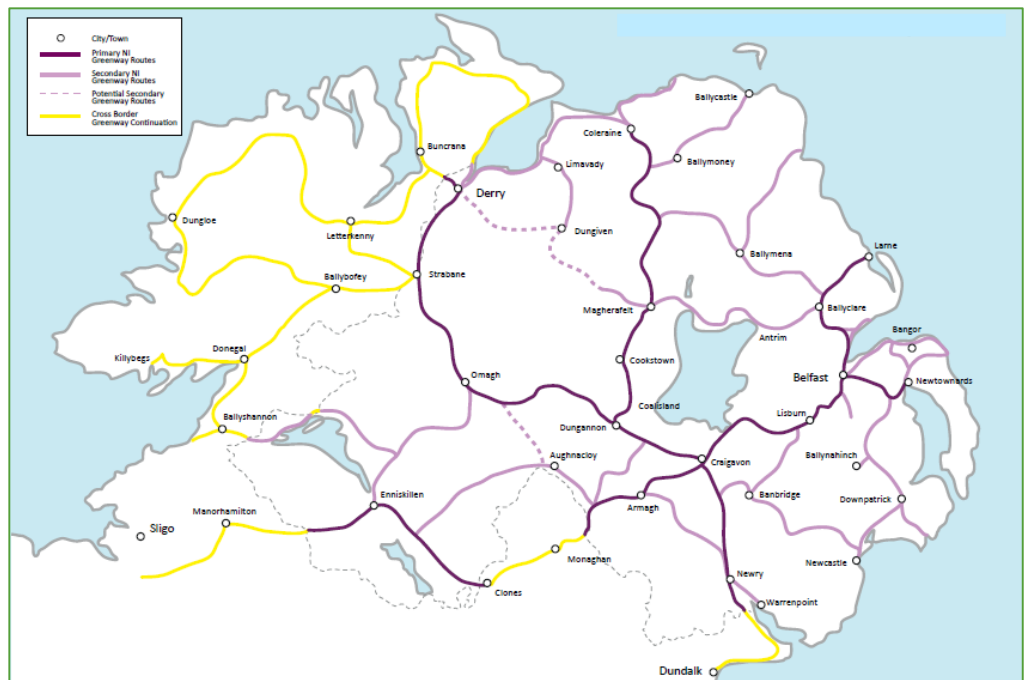 City/Town
Primary NI
Greenway Routes
Secondary NI
Greenway Routes
Potential Secondary
Greenway Routes
Cross Border
Greenway Continuation
Ballycastle
Coleraine
Buncrana
Limavady
Ballymoney
Derry
Dungloe
Letterkenny
Dungiven
Larne
Ballymena
Ballybofey
Strabane
Magherafelt
Ballyclare
Antrim
Bangor
Killybegs
Donegal
Cookstown
Belfast
Newtownards
Omagh
Coalisland
Lisburn
Ballyshannon
Dungannon
Aughnacloy
Craigavon
Ballynahinch
Enniskillen
Banbridge
Downpatrick
Manorhamilton
Armagh
Sligo
Monaghan
Newcastle
Newry
Clones
Warrenpoint
Dundalk